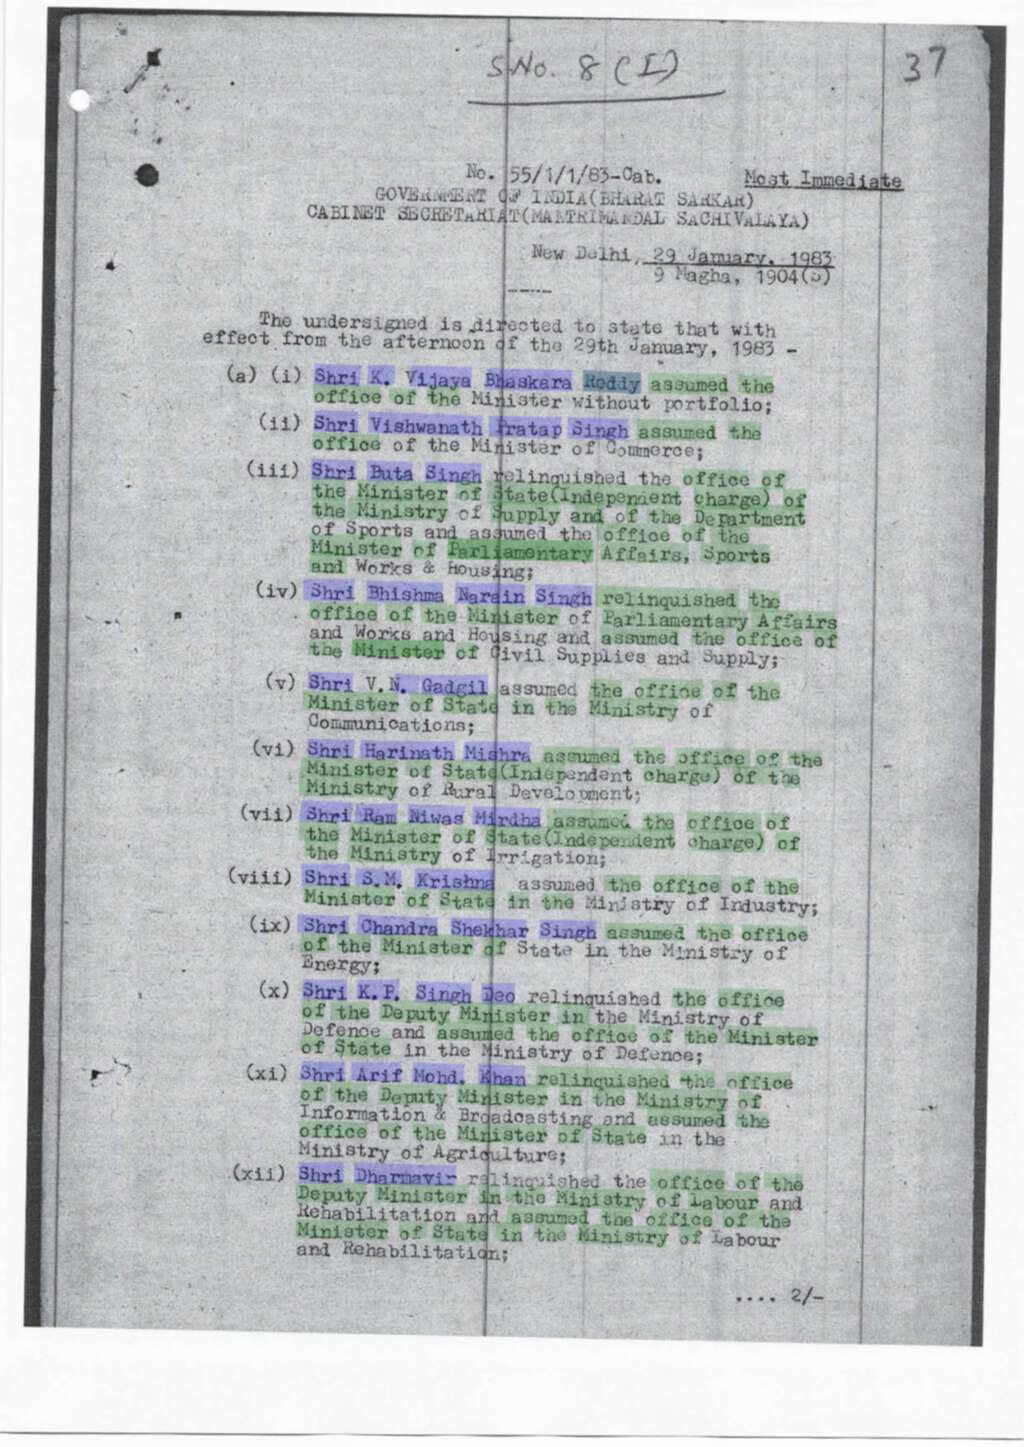 S.No. 8 (I)
37
No. 55/1/1/83-Cab. Most Immediate
GOVERNMENT OF INDIA(BHARAT SARKAR)
CABINET SECRETARIAT(MANTRIMANDAL SACHIVALAYA)
New Delhi, 29 January, 1983
9 Magha, 1904(S)
The undersigned is directed to state that with
effect from the afternoon of the 29th January, 1983 -
(a) (i) Shri K. Vijaya Bhaskara Reddy assumed the
office of the Minister without portfolio;
(ii) Shri Vishwanath Pratap Singh assumed the
office of the Minister of Commerce;
(iii) Shri Buta Singh relinquished the office of
the Minister of State(Independent charge) of
the Ministry of Supply and of the Department
of Sports and assumed the office of the
Minister of Parliamentary Affairs, Sports
and Works & Housing;
(iv) Shri Bhishma Narain Singh relinquished the
office of the Minister of Parliamentary Affairs
and Works and Housing and assumed the office of
the Minister of Civil Supplies and Supply;
(v) Shri V.N. Gadgil assumed the office of the
Minister of State in the Ministry of
Communications;
(vi) Shri Harinath Mishra assumed the office of the
Minister of State(Independent charge) of the
Ministry of Rural Development;
(vii) Shri Ram Niwas Mirdha assumed the office of
the Minister of State(Independent charge) of
the Ministry of Irrigation;
(viii) Shri S.M. Krishna assumed the office of the
Minister of State in the Ministry of Industry;
(ix) Shri Chandra Shekhar Singh assumed the office
of the Minister of State in the Ministry of
Energy;
(x) Shri K.P. Singh Deo relinquished the office
of the Deputy Minister in the Ministry of
Defence and assumed the office of the Minister
of State in the Ministry of Defence;
(xi) Shri Arif Mohd. Khan relinquished the office
of the Deputy Minister in the Ministry of
Information & Broadcasting and assumed the
office of the Minister of State in the
Ministry of Agriculture;
(xii) Shri Dharmavir relinquished the office of the
Deputy Minister in the Ministry of Labour and
Rehabilitation and assumed the office of the
Minister of State in the Ministry of Labour
and Rehabilitation;
.... 2/-